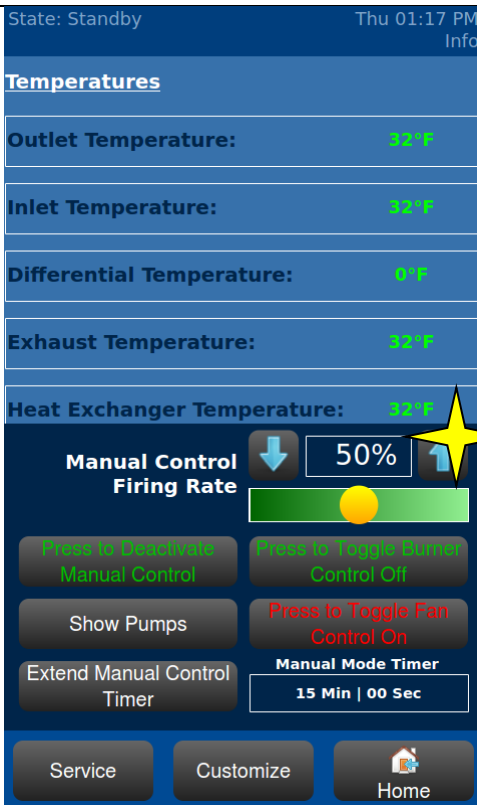 State: Standby Thu 01:17 PM
Info
Temperatures
Outlet Temperature: 32°F
Inlet Temperature: 32°F
Differential Temperature: 0°F
Exhaust Temperature: 32°F
Heat Exchanger Temperature: 32°F
Manual Control 50%
Firing Rate
Press to Deactivate
Manual Control
Press to Toggle Burner
Control Off
Show Pumps
Press to Toggle Fan
Control On
Extend Manual Control
Timer
Manual Mode Timer
15 Min | 00 Sec
Service Customize Home